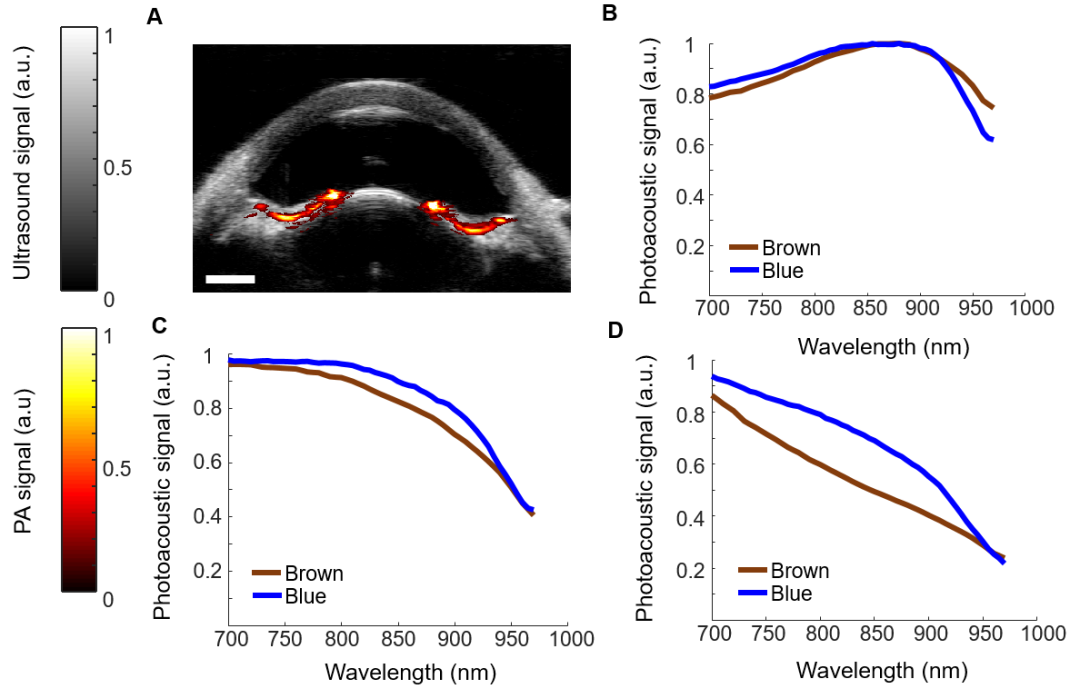 A
Ultrasound signal (a.u.)
1
0.5
0
B
Photoacoustic signal (a.u.)
1
0.8
0.6
0.4
0.2
Brown
Blue
700 750 800 850 900 950 1000
Wavelength (nm)
PA signal (a.u)
1
0.5
0
C
Photoacoustic signal (a.u.)
1
0.8
0.6
0.4
0.2
Brown
Blue
700 750 800 850 900 950 1000
Wavelength (nm)
D
Photoacoustic signal (a.u.)
1
0.8
0.6
0.4
0.2
Brown
Blue
700 750 800 850 900 950 1000
Wavelength (nm)